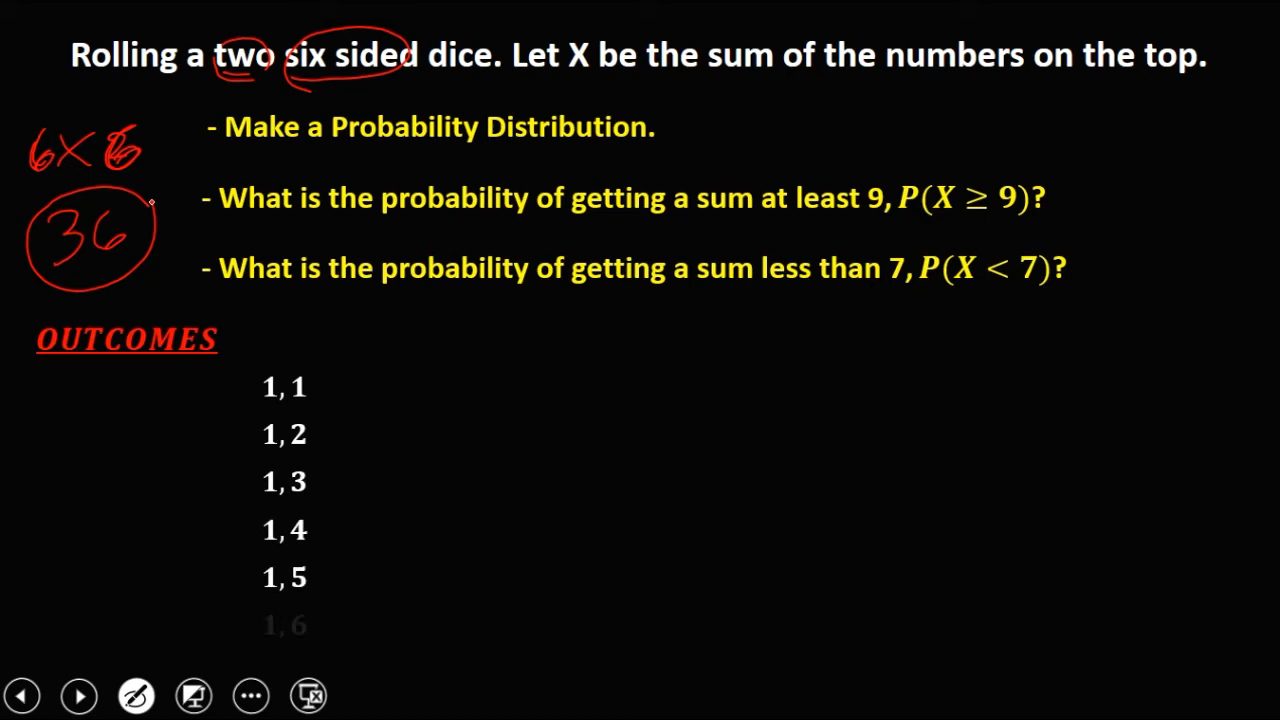 Rolling a two six sided dice. Let X be the sum of the numbers on the top.
6 X 6
- Make a Probability Distribution.
36
- What is the probability of getting a sum at least 9, P(X ≥ 9)?
- What is the probability of getting a sum less than 7, P(X < 7)?
OUTCOMES
1, 1
1, 2
1, 3
1, 4
1, 5
1, 6